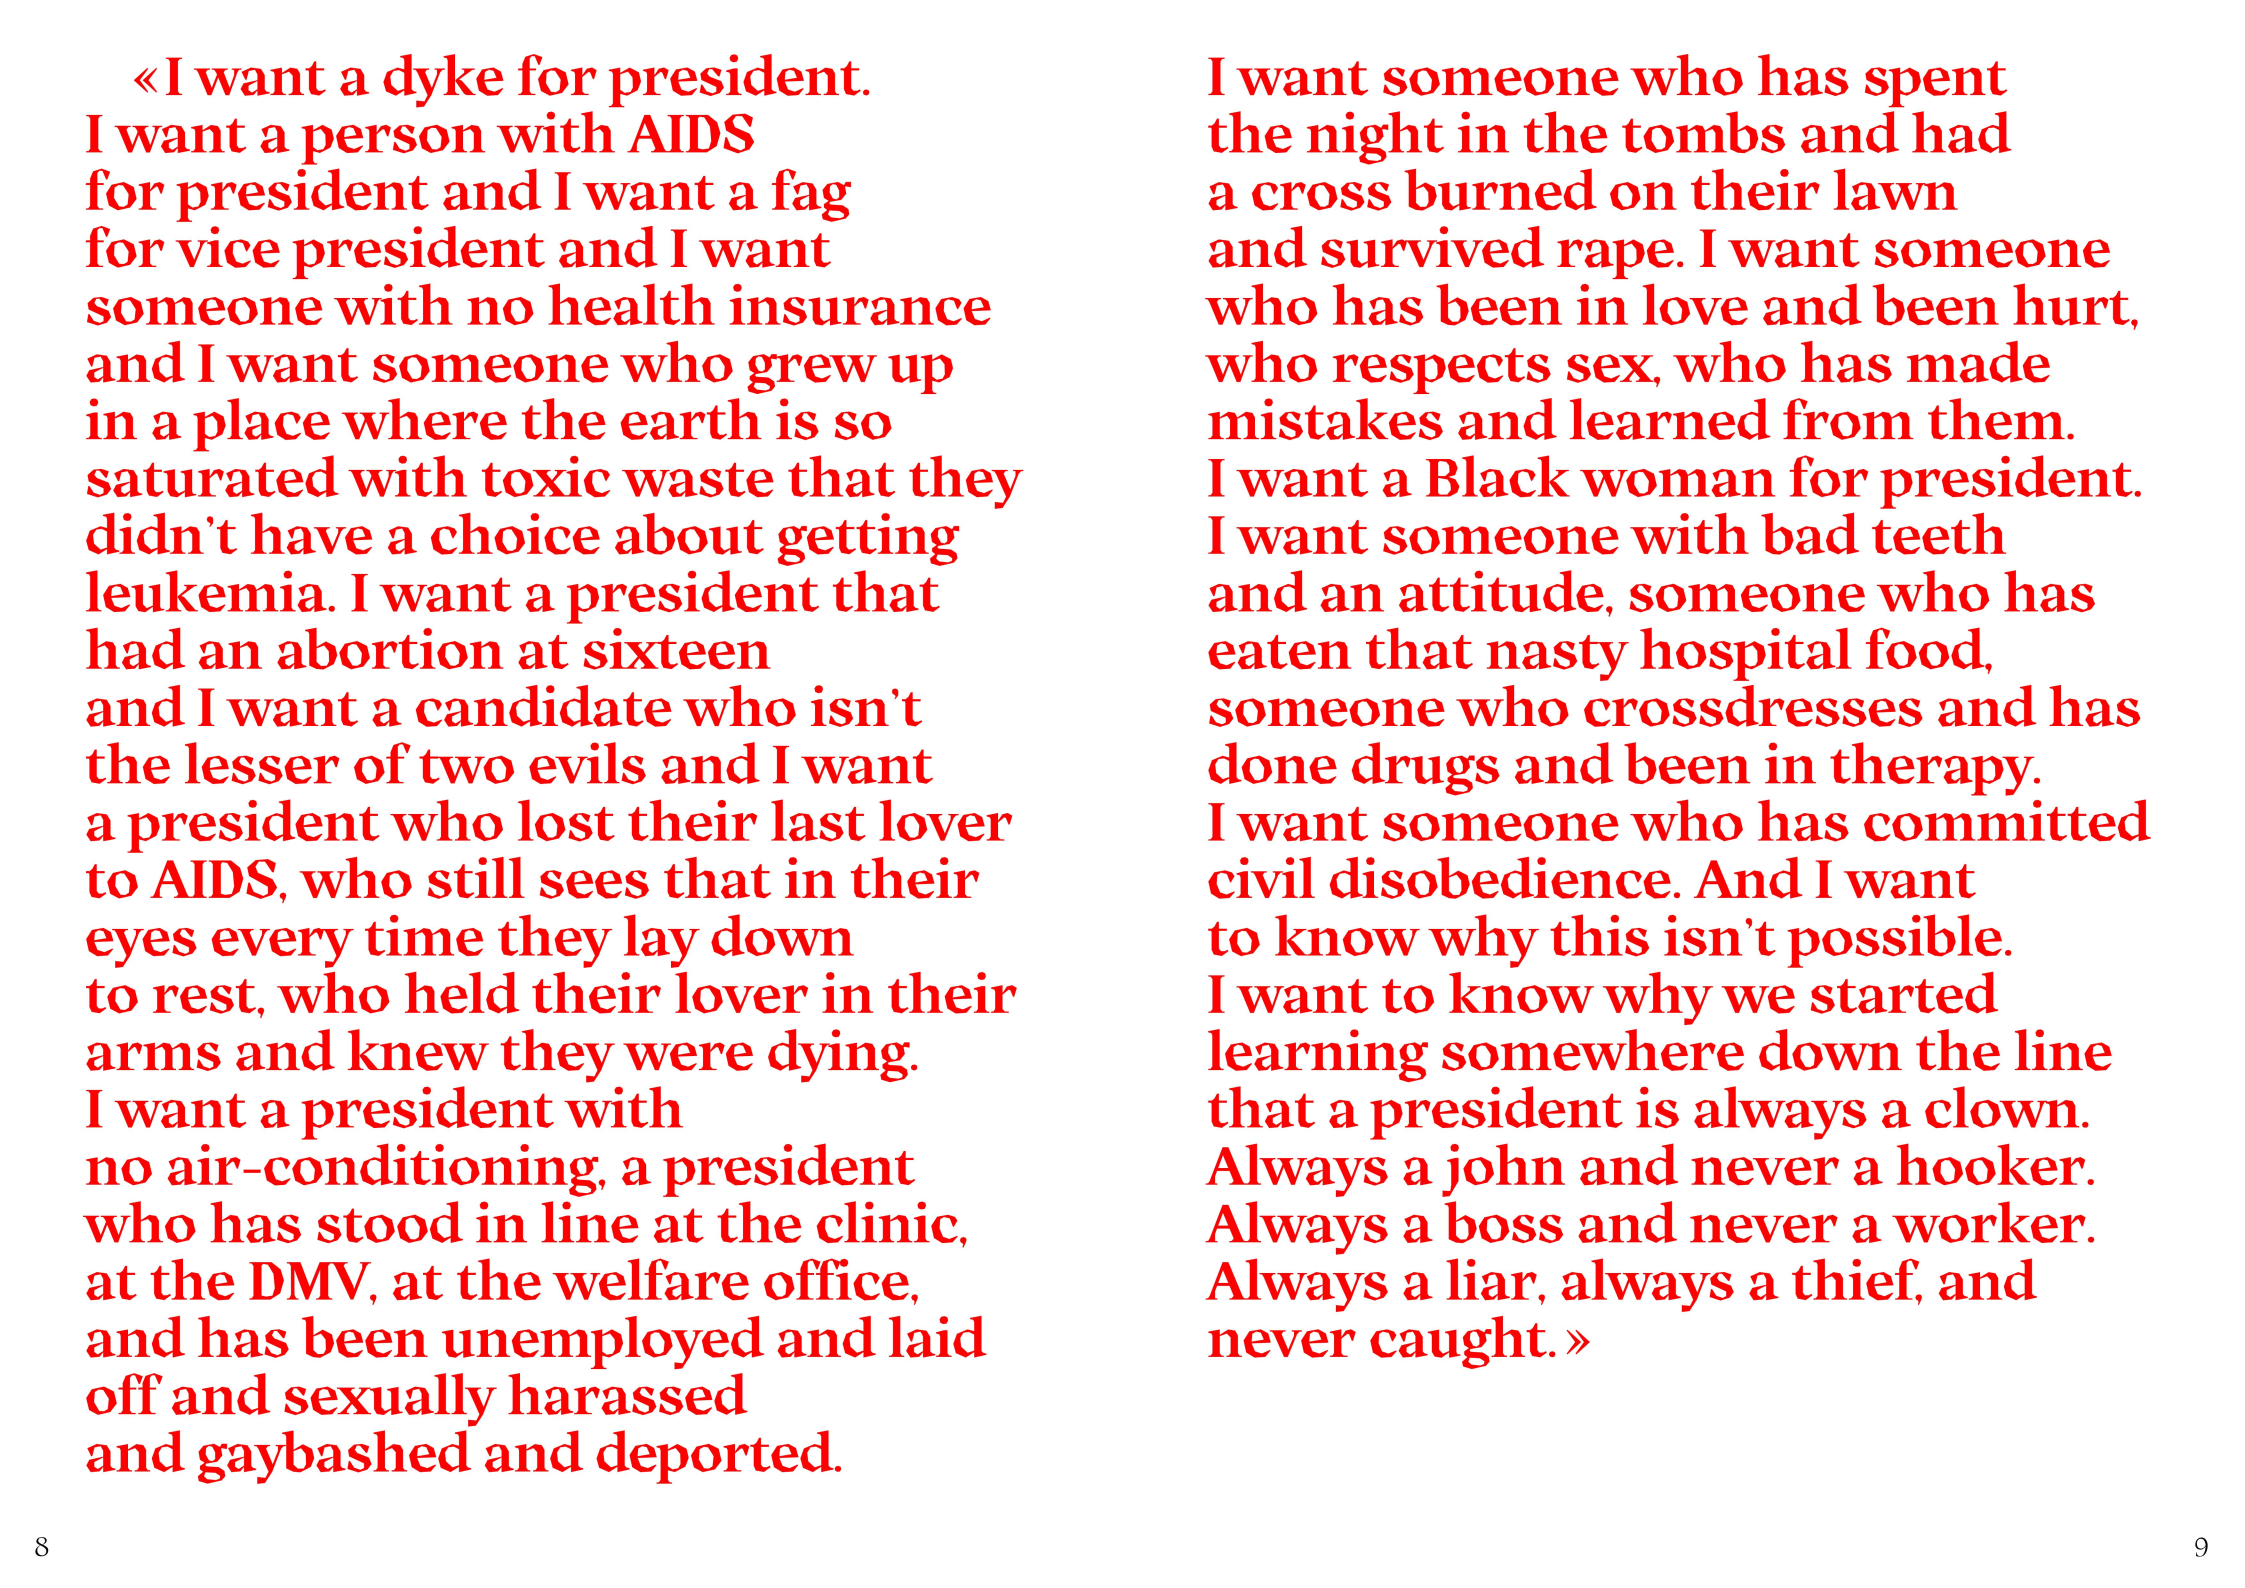 « I want a dyke for president.
I want a person with AIDS
for president and I want a fag
for vice president and I want
someone with no health insurance
and I want someone who grew up
in a place where the earth is so
saturated with toxic waste that they
didn’t have a choice about getting
leukemia. I want a president that
had an abortion at sixteen
and I want a candidate who isn’t
the lesser of two evils and I want
a president who lost their last lover
to AIDS, who still sees that in their
eyes every time they lay down
to rest, who held their lover in their
arms and knew they were dying.
I want a president with
no air-conditioning, a president
who has stood in line at the clinic,
at the DMV, at the welfare office,
and has been unemployed and laid
off and sexually harassed
and gaybashed and deported.
8
I want someone who has spent
the night in the tombs and had
a cross burned on their lawn
and survived rape. I want someone
who has been in love and been hurt,
who respects sex, who has made
mistakes and learned from them.
I want a Black woman for president.
I want someone with bad teeth
and an attitude, someone who has
eaten that nasty hospital food,
someone who crossdresses and has
done drugs and been in therapy.
I want someone who has committed
civil disobedience. And I want
to know why this isn’t possible.
I want to know why we started
learning somewhere down the line
that a president is always a clown.
Always a john and never a hooker.
Always a boss and never a worker.
Always a liar, always a thief, and
never caught. »
9